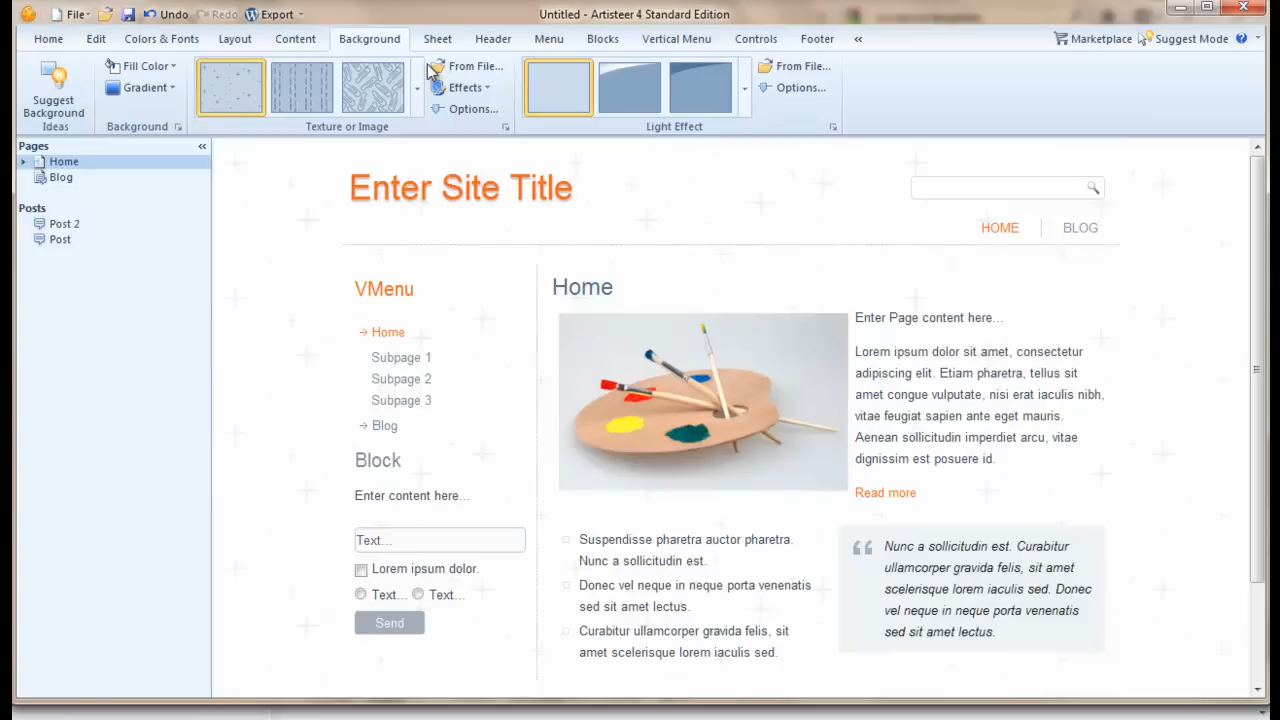 File Undo Redo Export Untitled - Artisteer 4 Standard Edition
Home Edit Colors & Fonts Layout Content Background Sheet Header Menu Blocks Vertical Menu Controls Footer « Marketplace Suggest Mode
Suggest Background Ideas
Fill Color
Gradient
Background
From File...
Effects
Options...
Texture or Image
From File...
Options...
Light Effect
Pages «
Home
Blog
Posts
Post 2
Post
Enter Site Title
HOME BLOG
VMenu
Home
Subpage 1
Subpage 2
Subpage 3
Blog
Block
Enter content here...
Text...
Lorem ipsum dolor.
Text... Text...
Send
Home
Enter Page content here...
Lorem ipsum dolor sit amet, consectetur
adipiscing elit. Etiam pharetra, tellus sit
amet congue vulputate, nisi erat iaculis nibh,
vitae feugiat sapien ante eget mauris.
Aenean sollicitudin imperdiet arcu, vitae
dignissim est posuere id.
Read more
Suspendisse pharetra auctor pharetra.
Nunc a sollicitudin est.
Donec vel neque in neque porta venenatis
sed sit amet lectus.
Curabitur ullamcorper gravida felis, sit
amet scelerisque lorem iaculis sed.
Nunc a sollicitudin est. Curabitur
ullamcorper gravida felis, sit amet
scelerisque lorem iaculis sed. Donec
vel neque in neque porta venenatis
sed sit amet lectus.